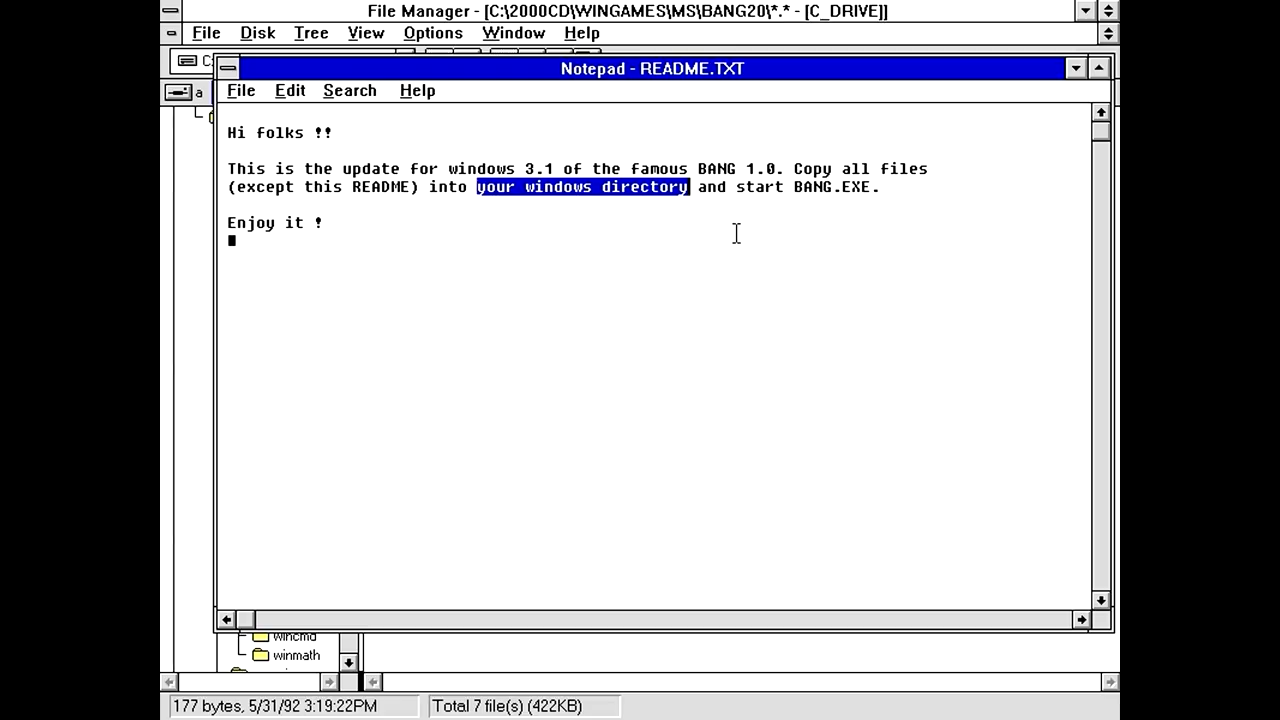 File Manager - [C:\2000CD\WINGAMES\MS\BANG20\*.* - [C_DRIVE]]
File Disk Tree View Options Window Help
C
Notepad - README.TXT
a
File Edit Search Help
Hi folks !!
This is the update for windows 3.1 of the famous BANG 1.0. Copy all files
(except this README) into your windows directory and start BANG.EXE.
Enjoy it !
wincmd
winmath
177 bytes, 5/31/92 3:19:22PM
Total 7 file(s) (422KB)